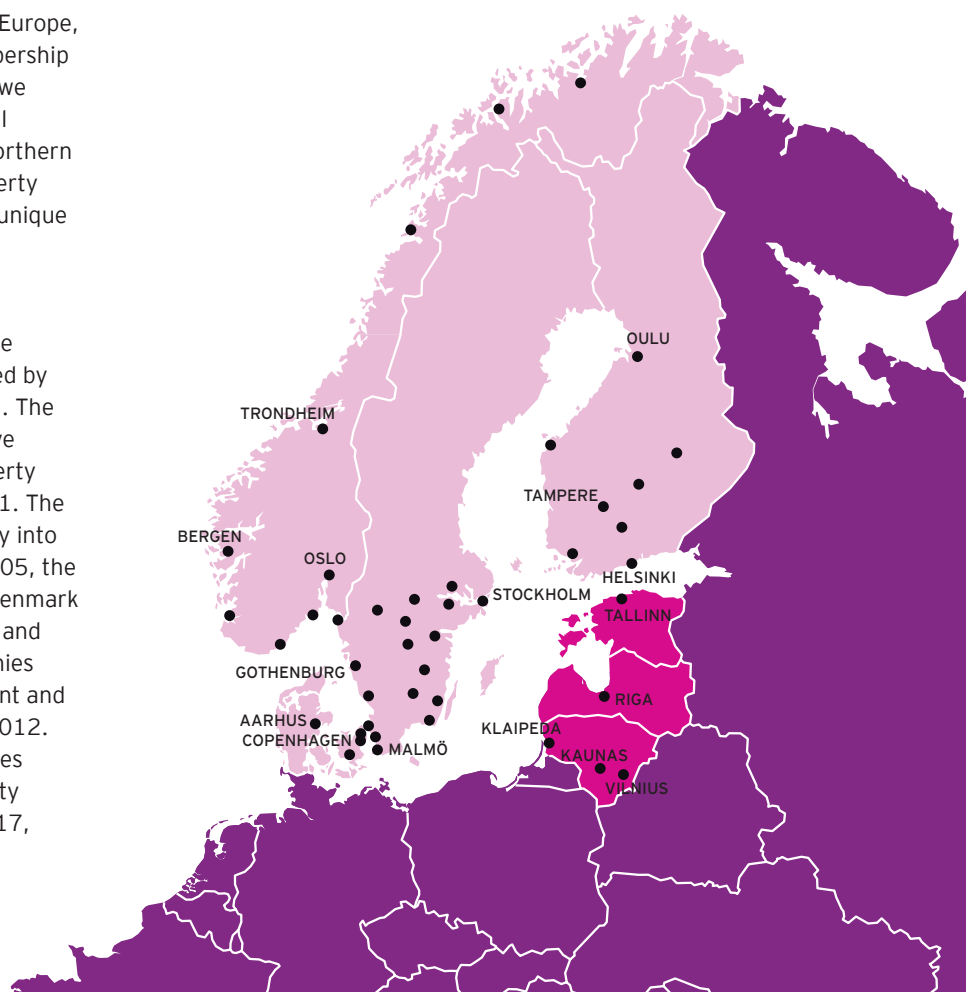 Europe,
bership
we
l
orthern
erty
unique
e
ed by
. The
ve
erty
1. The
y into
05, the
enmark
and
nies
nt and
012.
es
ty
17,
OULU
TRONDHEIM
TAMPERE
BERGEN
OSLO
HELSINKI
STOCKHOLM
TALLINN
GOTHENBURG
RIGA
AARHUS
KLAIPEDA
COPENHAGEN
MALMÖ
KAUNAS
VILNIUS